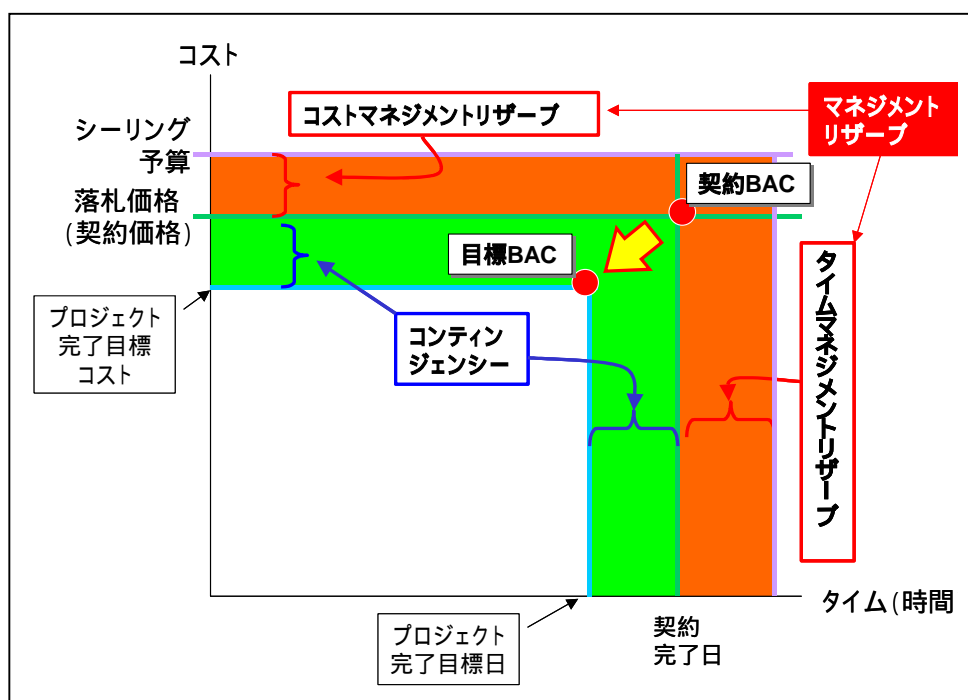 コスト
コストマネジメントリザーブ
マネジメント
リザーブ
シーリング
予算
契約BAC
落札価格
(契約価格)
目標BAC
タイムマネジメントリザーブ
プロジェクト
完了目標
コスト
コンティン
ジェンシー
タイム(時間
プロジェクト
完了目標日
契約
完了日